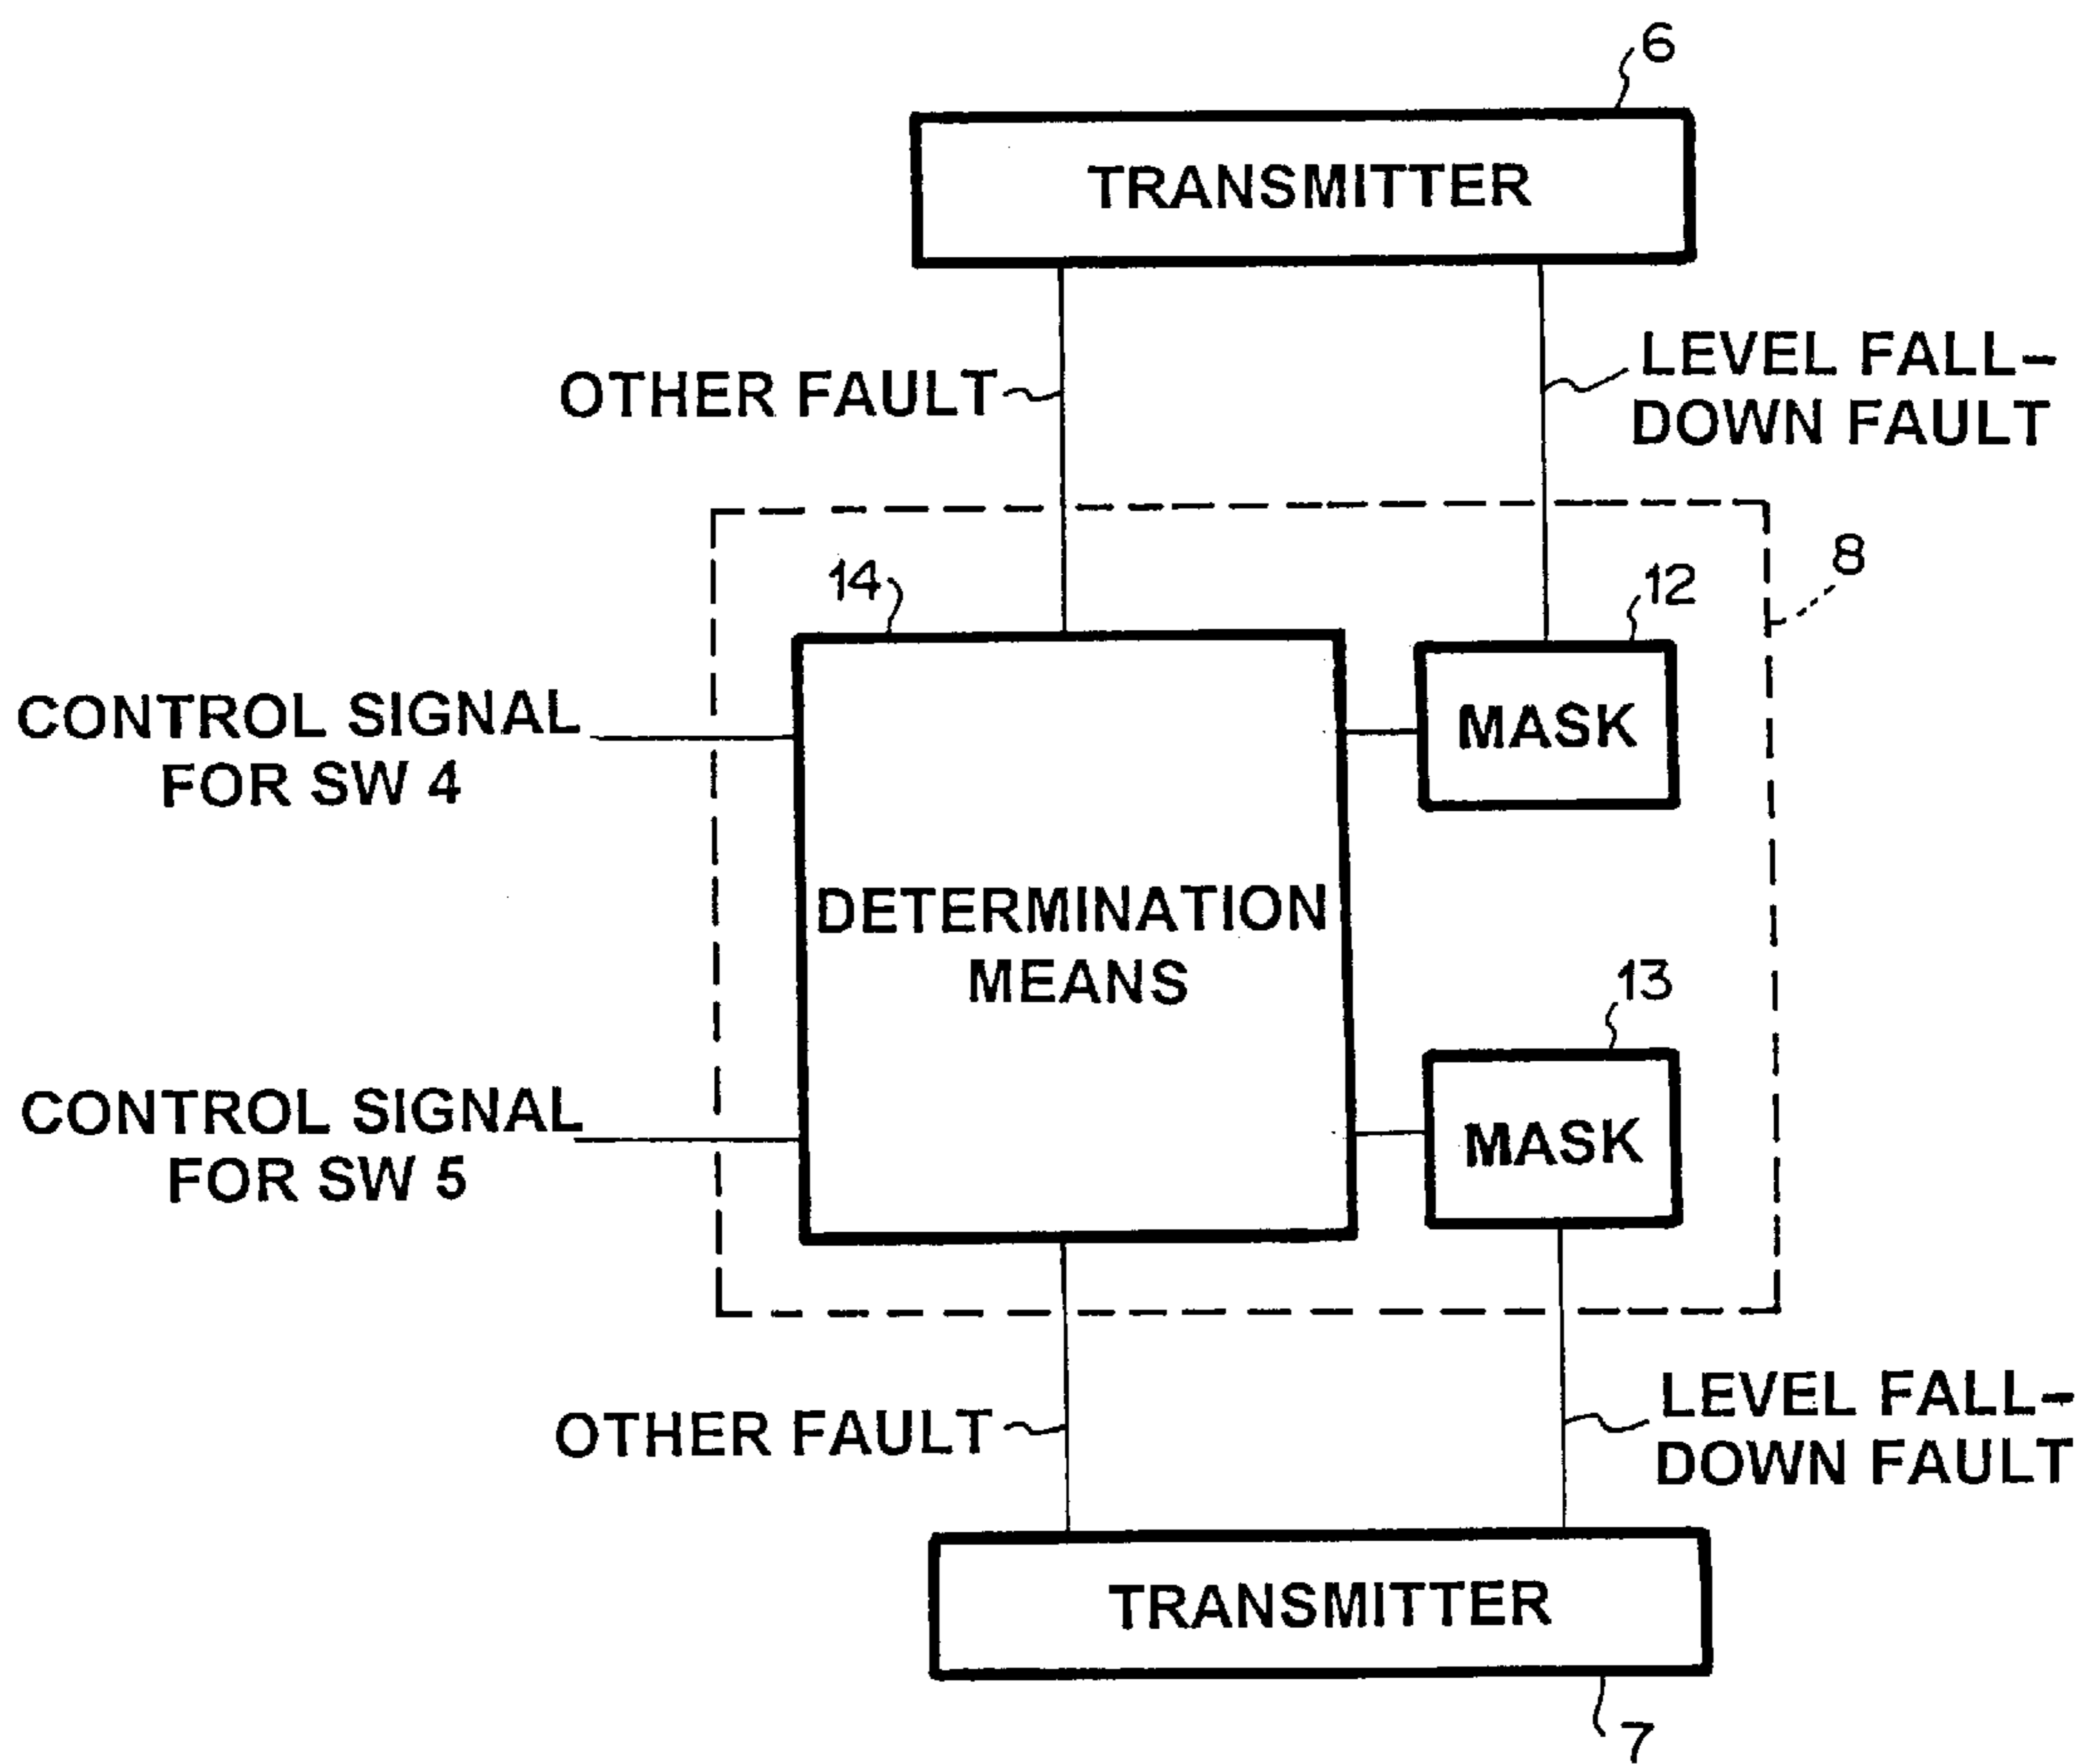 6
TRANSMITTER
OTHER FAULT
LEVEL FALL-
DOWN FAULT
8
14
12
CONTROL SIGNAL
FOR SW 4
MASK
DETERMINATION
MEANS
13
CONTROL SIGNAL
FOR SW 5
MASK
OTHER FAULT
LEVEL FALL-
DOWN FAULT
TRANSMITTER
7